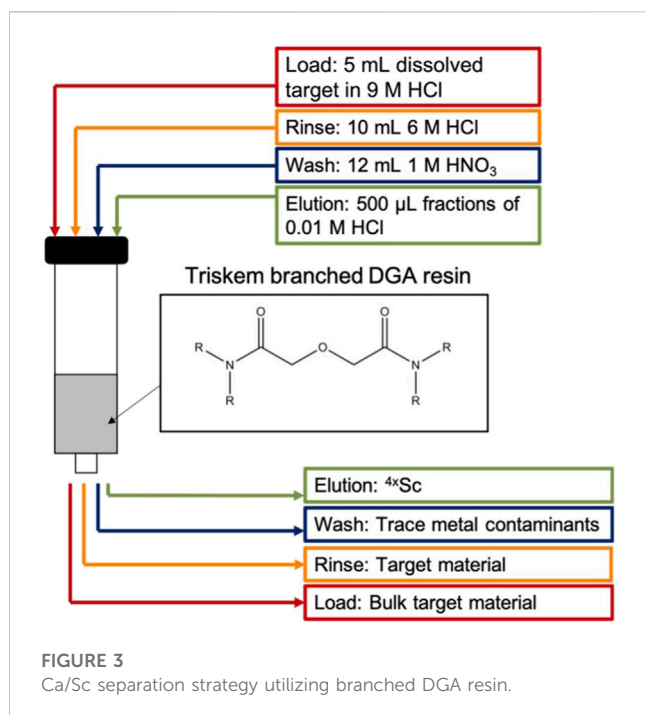 Load: 5 mL dissolved
target in 9 M HCl
Rinse: 10 mL 6 M HCl
Wash: 12 mL 1 M HNO₃
Elution: 500 µL fractions of
0.01 M HCl
Triskem branched DGA resin
O O
R N O N R
R R
Elution: ⁴ˣSc
Wash: Trace metal contaminants
Rinse: Target material
Load: Bulk target material
FIGURE 3
Ca/Sc separation strategy utilizing branched DGA resin.